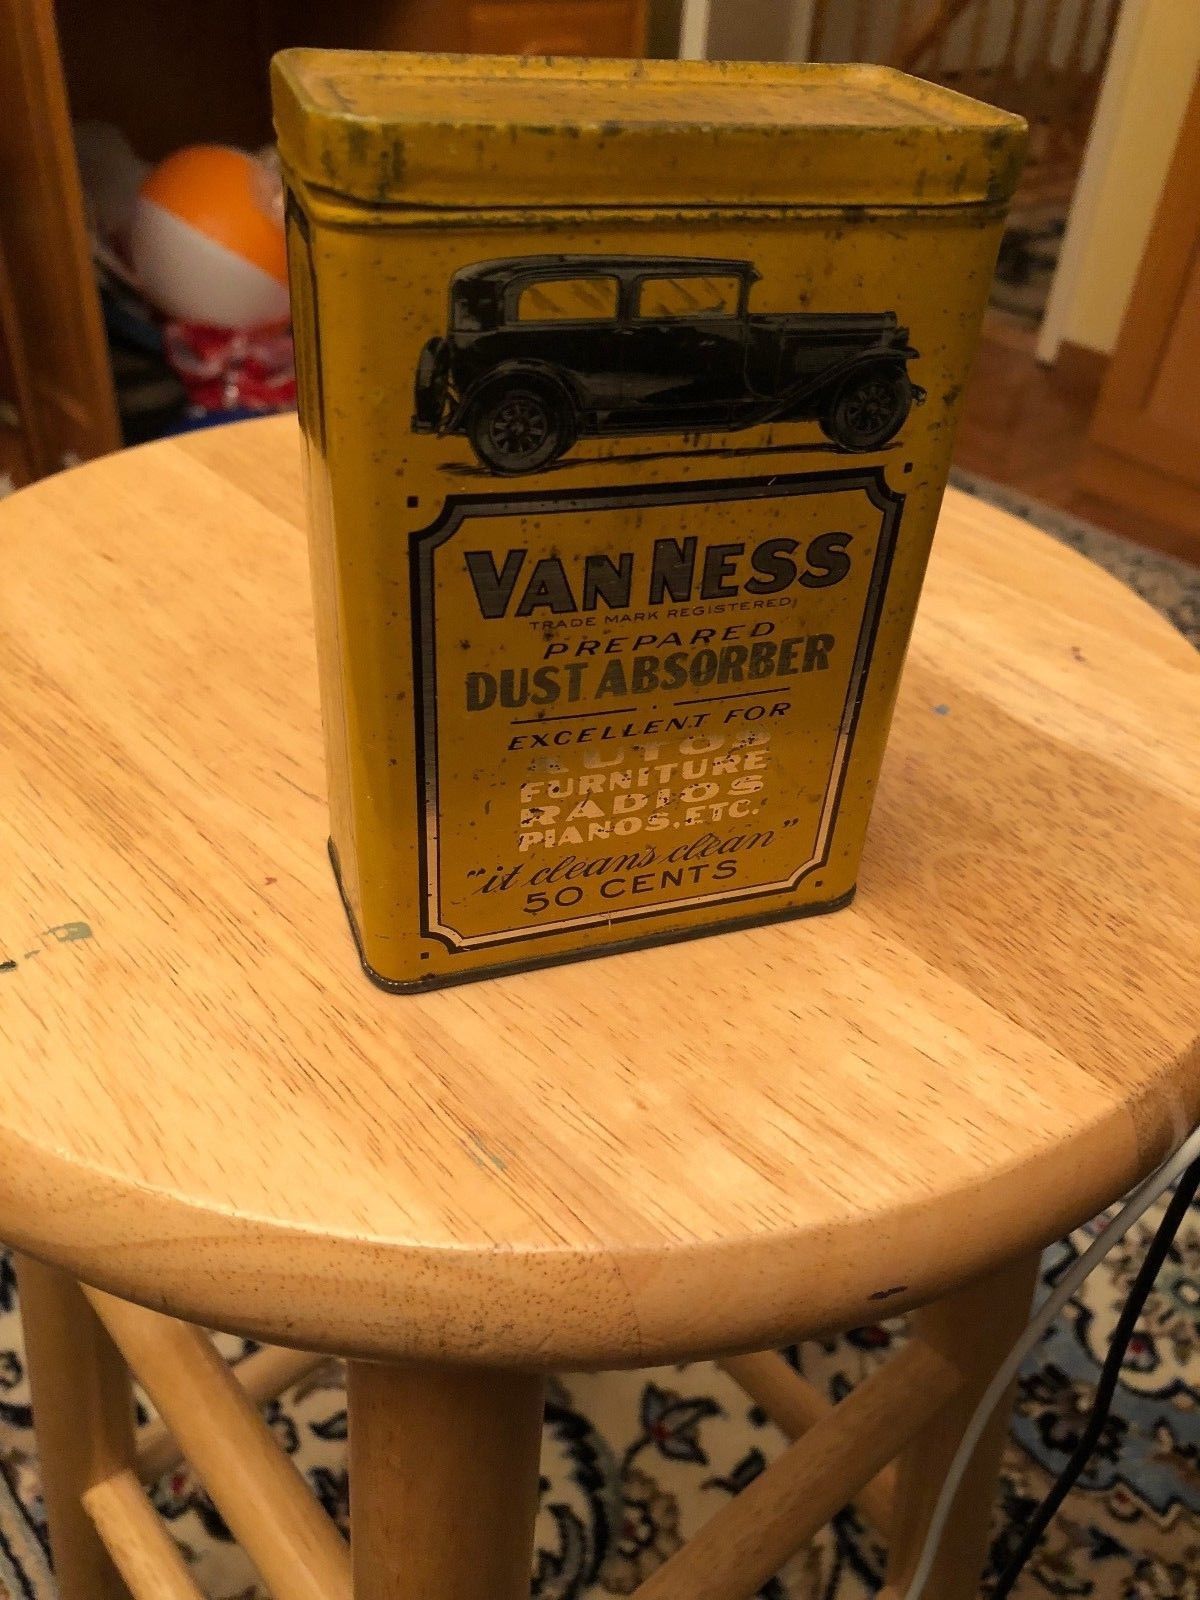 VAN NESS
TRADE MARK REGISTERED
PREPARED
DUST ABSORBER
EXCELLENT FOR
AUTOS
FURNITURE
RADIOS
PIANOS, ETC.
"it cleans clean"
50 CENTS